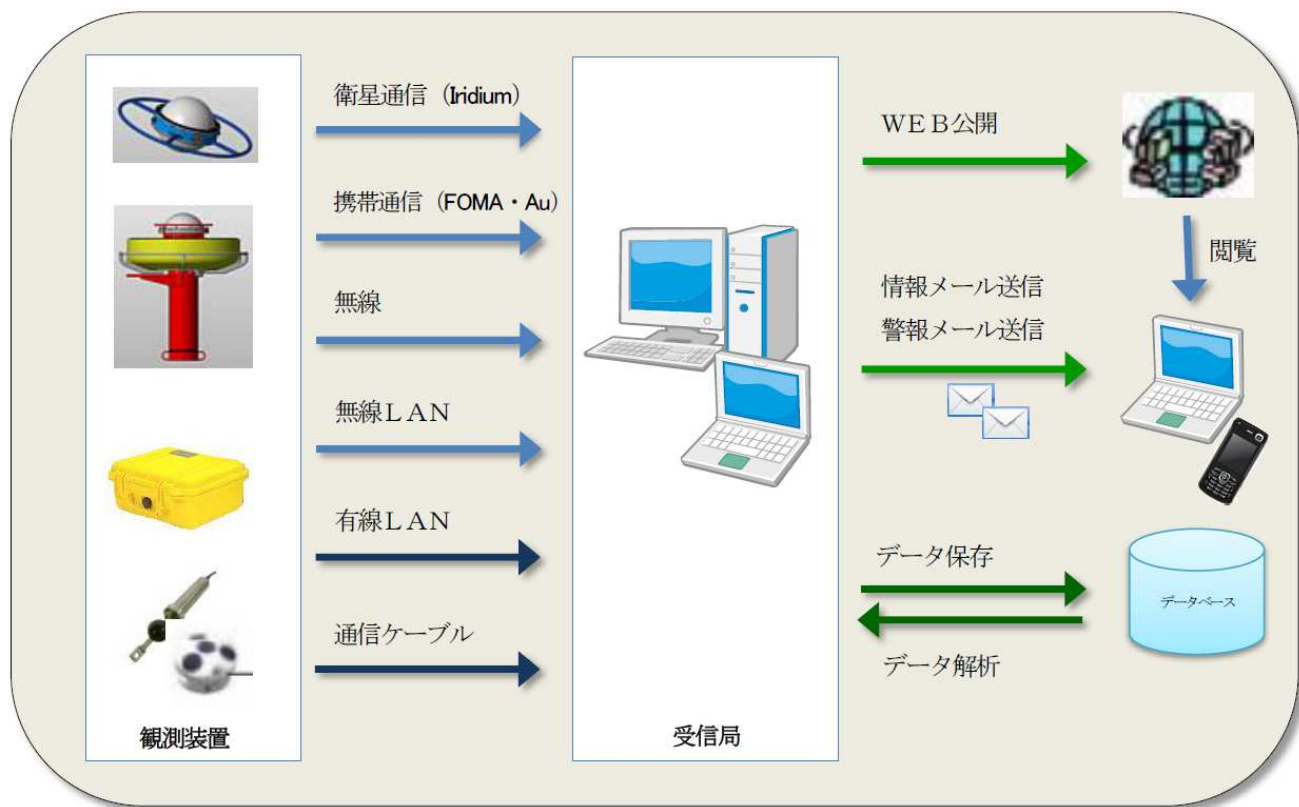 衛星通信（Iridium）
携帯通信（FOMA・Au）
無線
無線ＬＡＮ
有線ＬＡＮ
通信ケーブル
観測装置
受信局
ＷＥＢ公開
閲覧
情報メール送信
警報メール送信
データ保存
データベース
データ解析